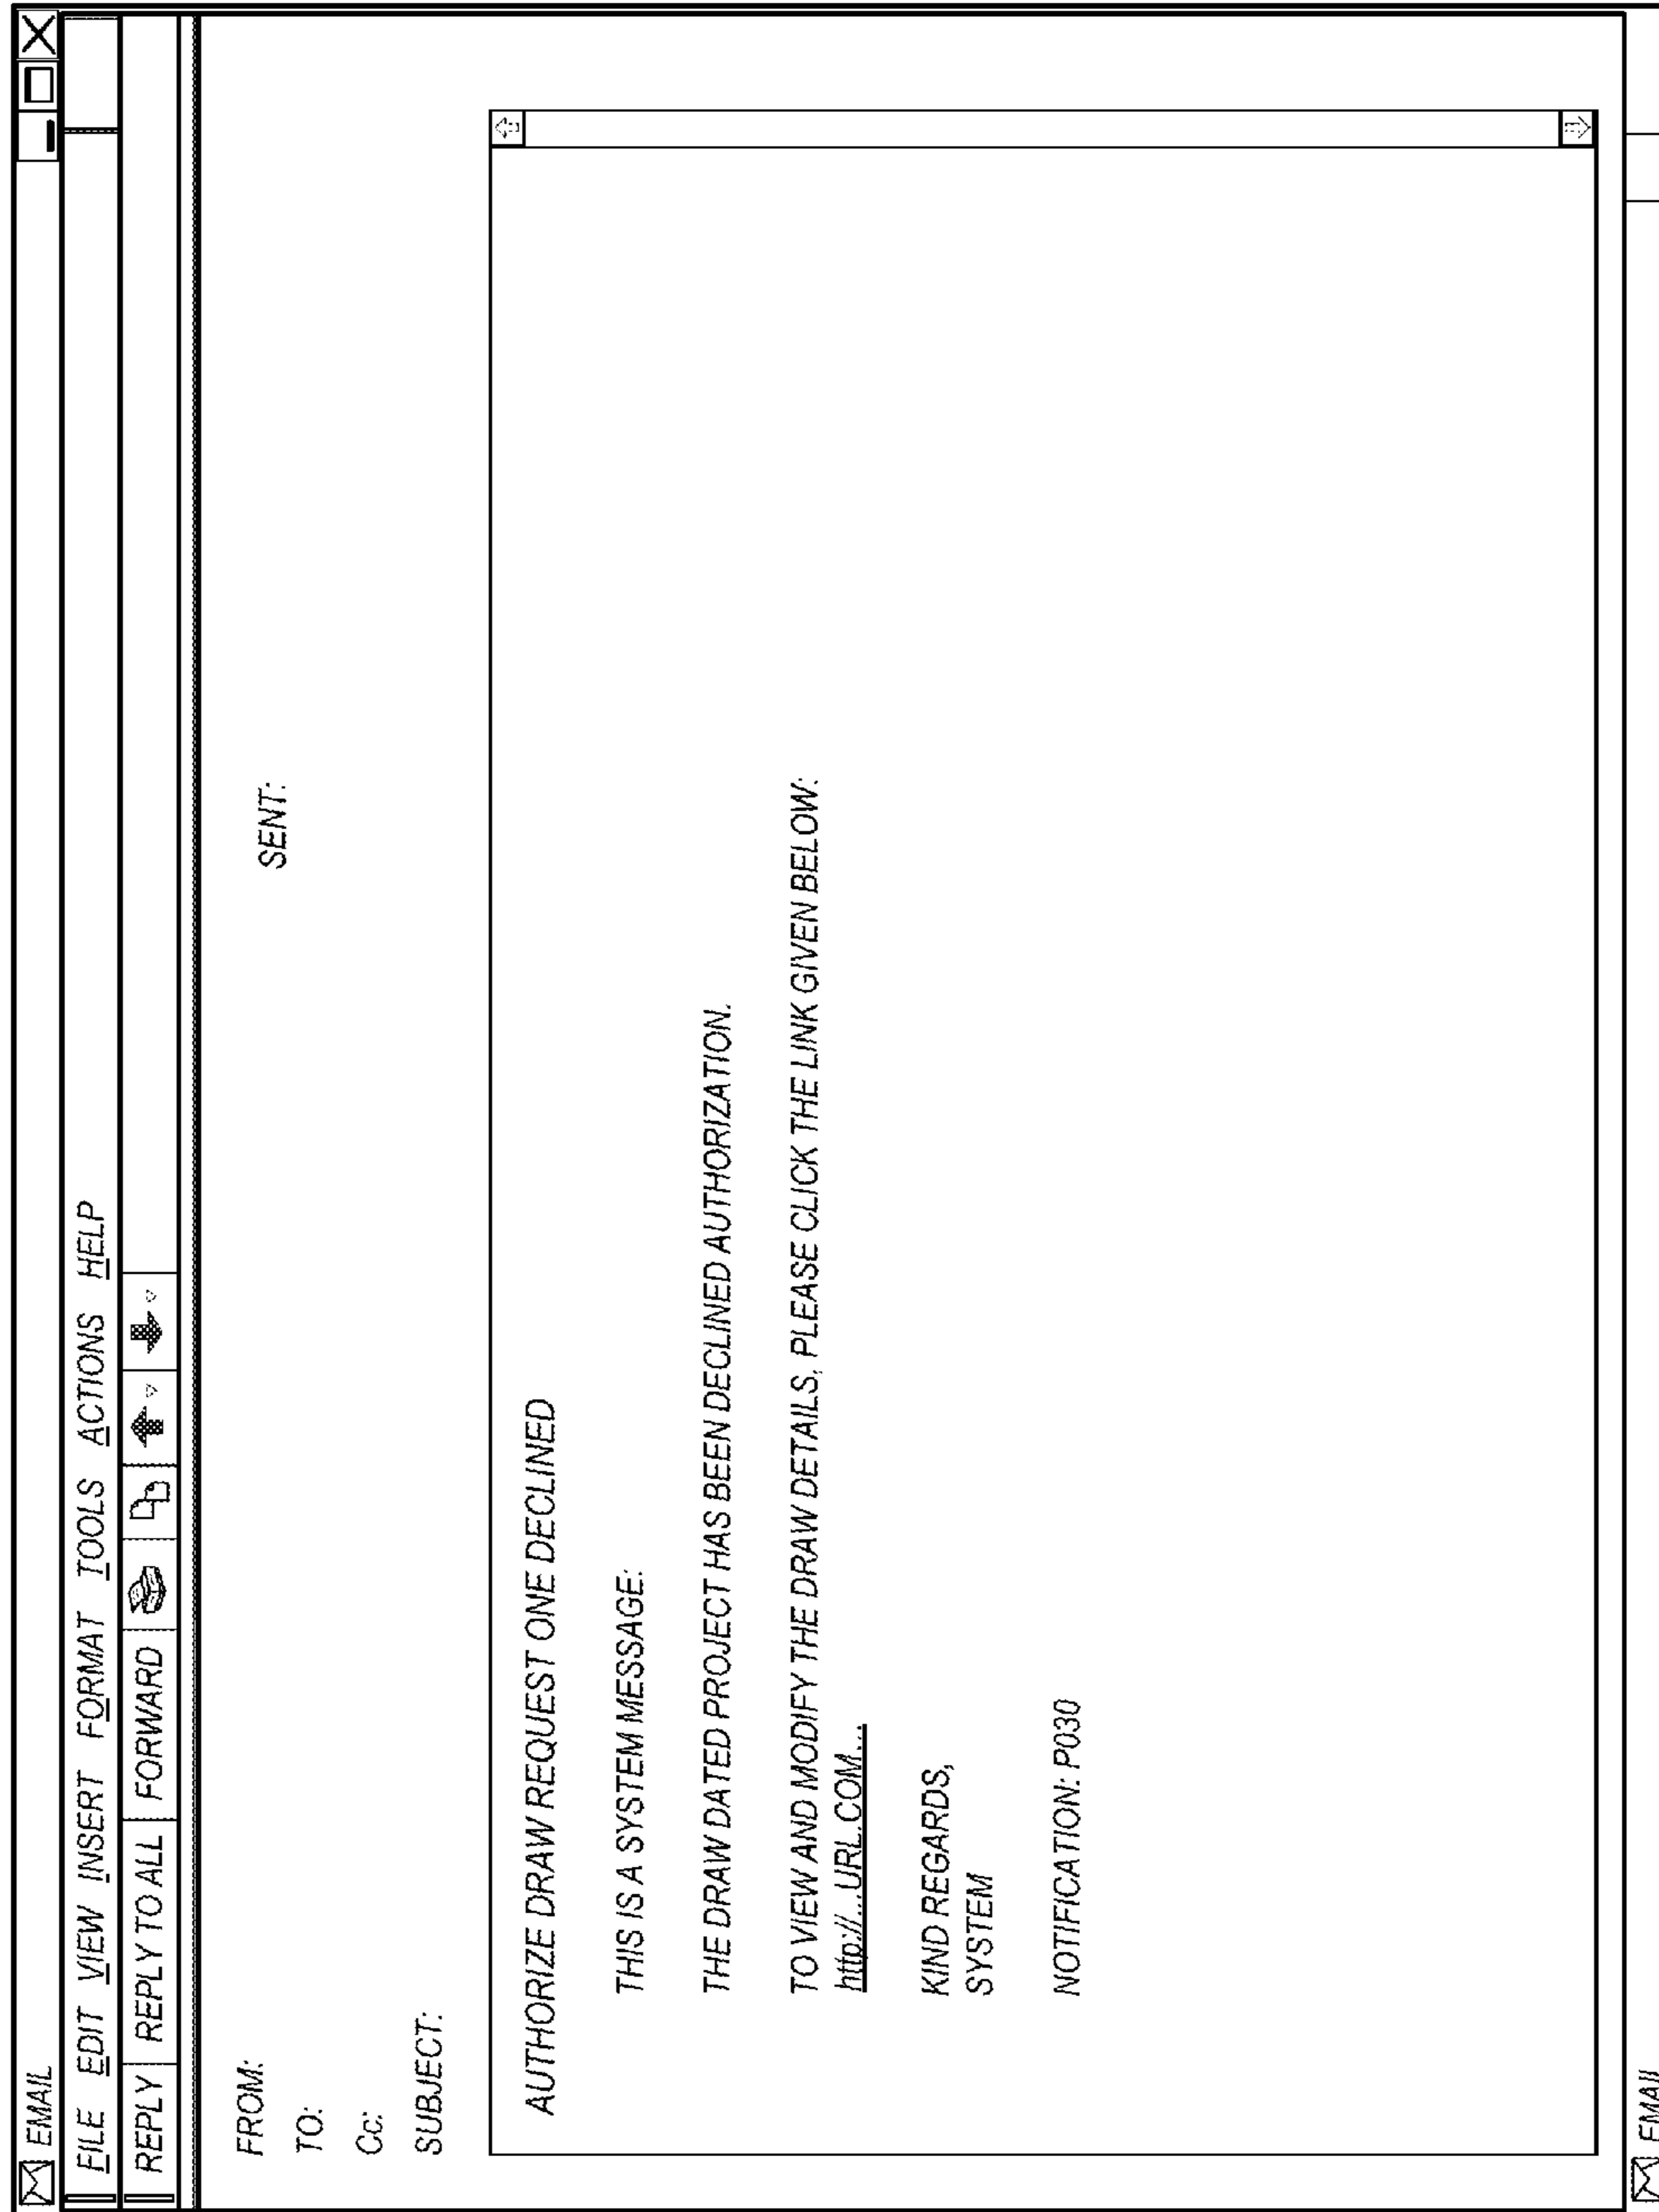 EMAIL
FILE EDIT VIEW INSERT FORMAT TOOLS ACTIONS HELP
REPLY REPLY TO ALL FORWARD
FROM:
SENT:
TO:
Cc:
SUBJECT:
AUTHORIZE DRAW REQUEST ONE DECLINED
THIS IS A SYSTEM MESSAGE:
THE DRAW DATED PROJECT HAS BEEN DECLINED AUTHORIZATION.
TO VIEW AND MODIFY THE DRAW DETAILS, PLEASE CLICK THE LINK GIVEN BELOW:
http://...URL.COM...
KIND REGARDS,
SYSTEM
NOTIFICATION: P030
EMAIL